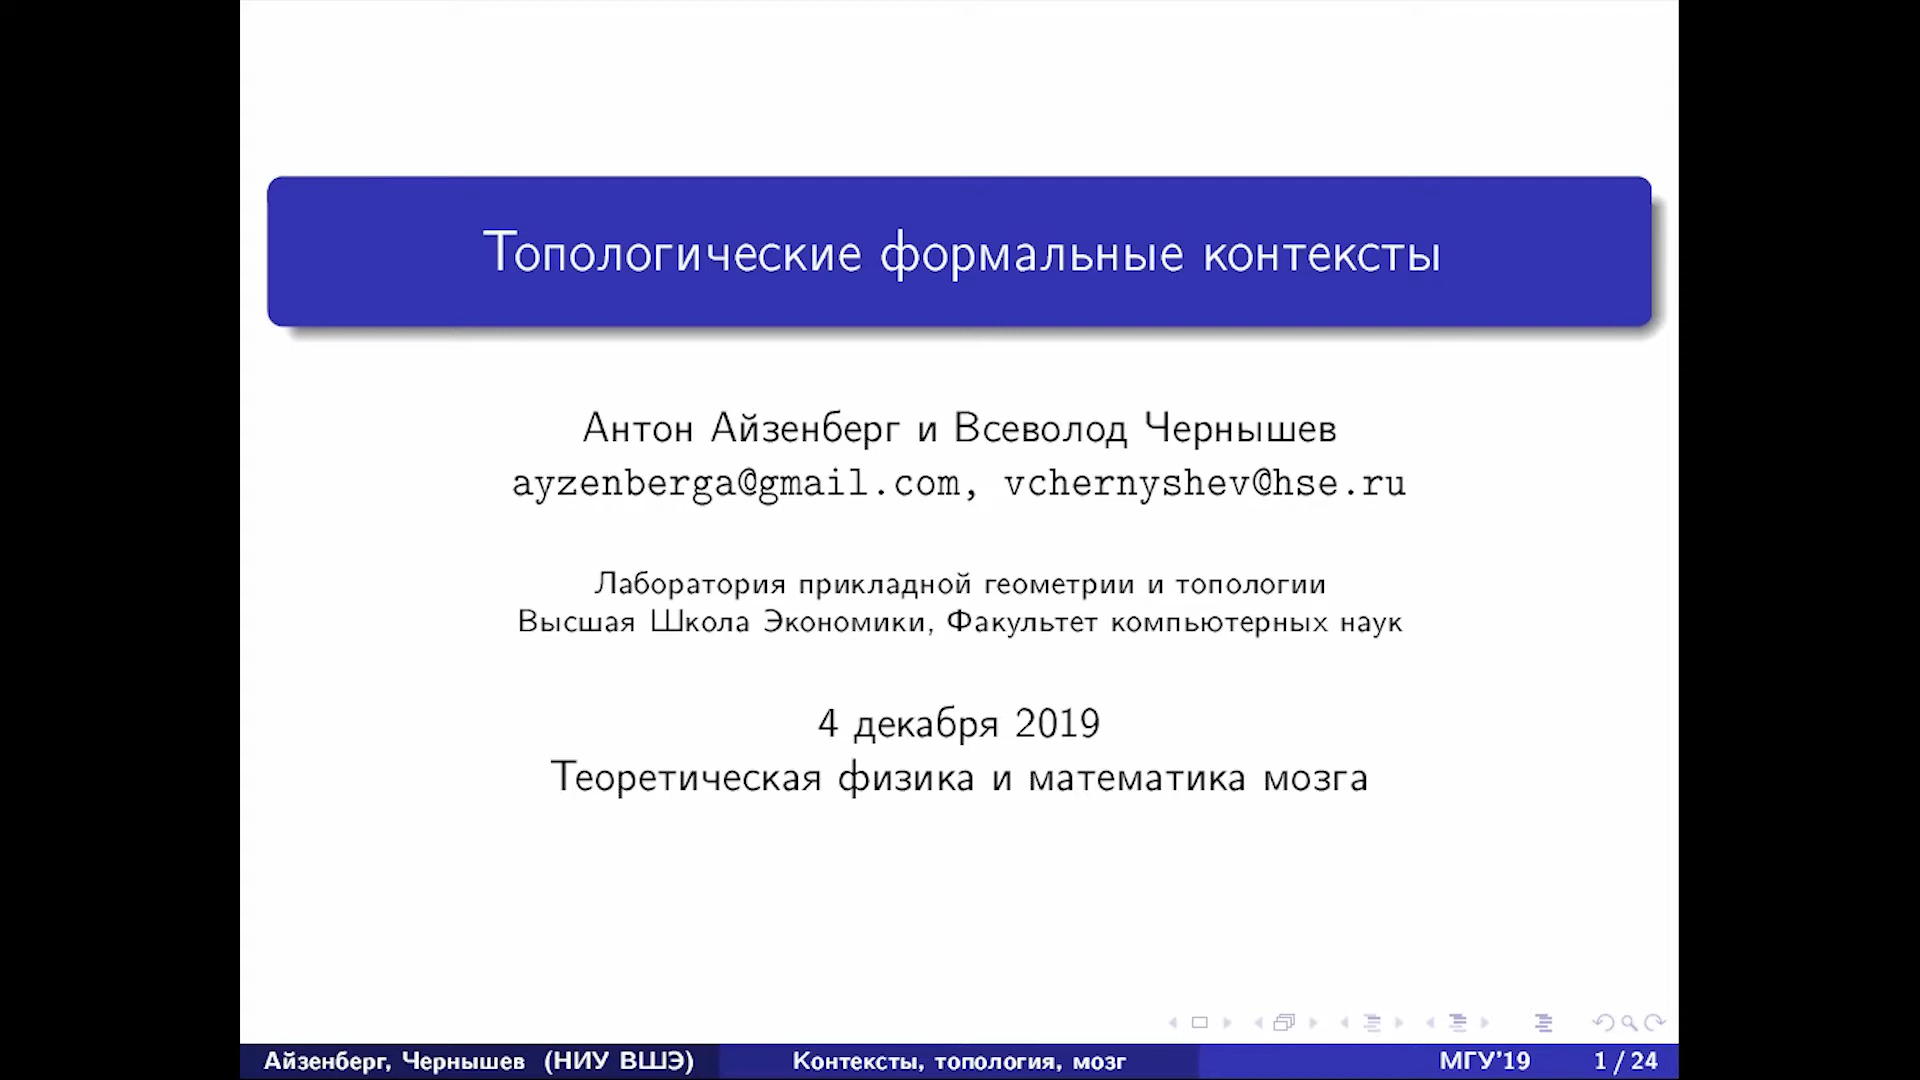 Топологические формальные контексты
Антон Айзенберг и Всеволод Чернышев
ayzenberga@gmail.com, vchernyshev@hse.ru
Лаборатория прикладной геометрии и топологии
Высшая Школа Экономики, Факультет компьютерных наук
4 декабря 2019
Теоретическая физика и математика мозга
Айзенберг, Чернышев (НИУ ВШЭ) Контексты, топология, мозг МГУ'19 1 / 24